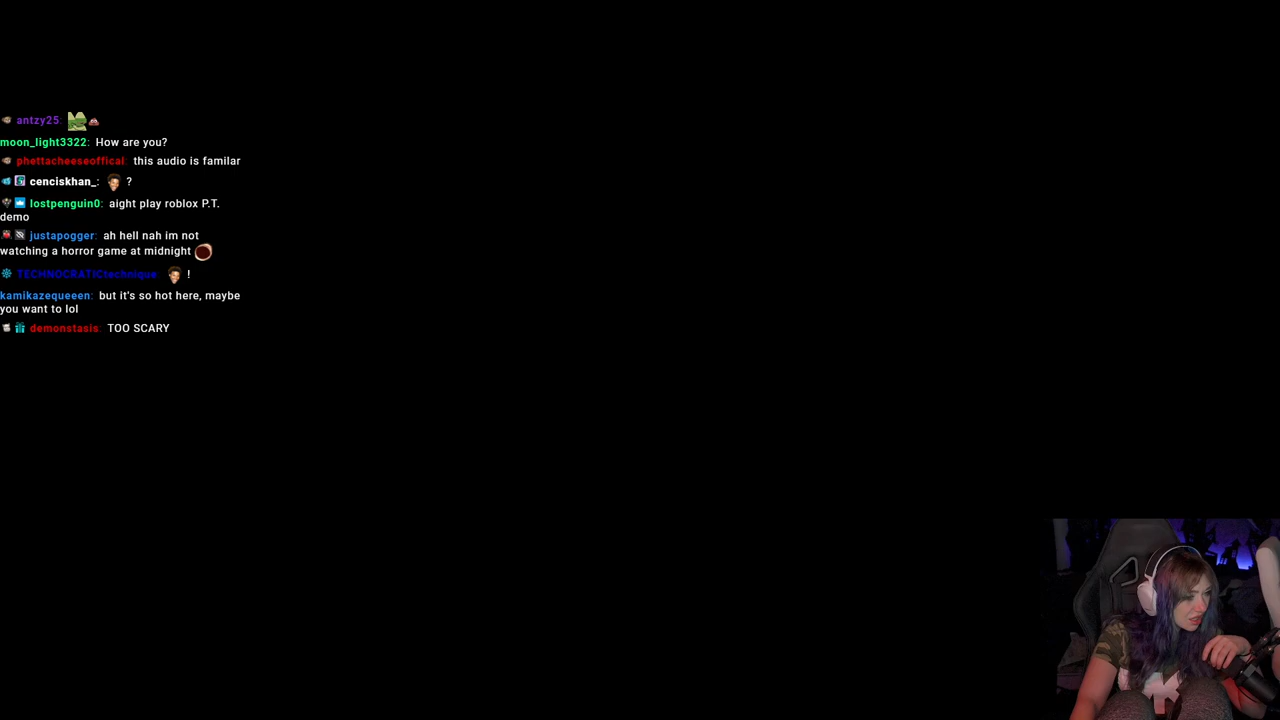 antzy25:
moon_light3322: How are you?
phettacheeseoffical: this audio is familar
cenciskhan_: ?
lostpenguin0: aight play roblox P.T.
demo
justapogger: ah hell nah im not
watching a horror game at midnight
TECHNOCRATICtechnique: !
kamikazequeeen: but it's so hot here, maybe
you want to lol
demonstasis: TOO SCARY